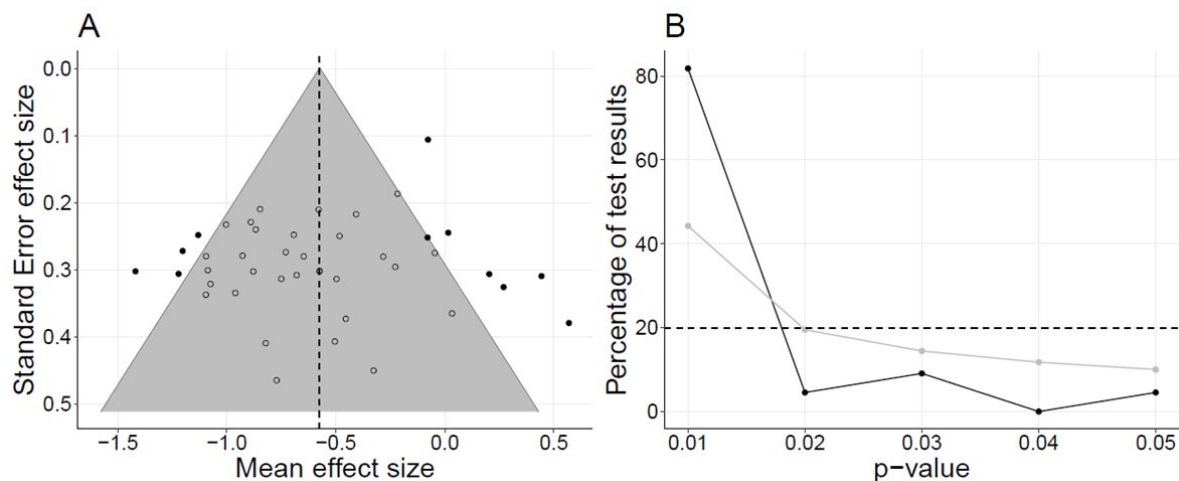 A
Standard Error effect size
0.0
0.1
0.2
0.3
0.4
0.5
−1.5 −1.0 −0.5 0.0 0.5
Mean effect size
B
Percentage of test results
80
60
40
20
0
0.01 0.02 0.03 0.04 0.05
p−value